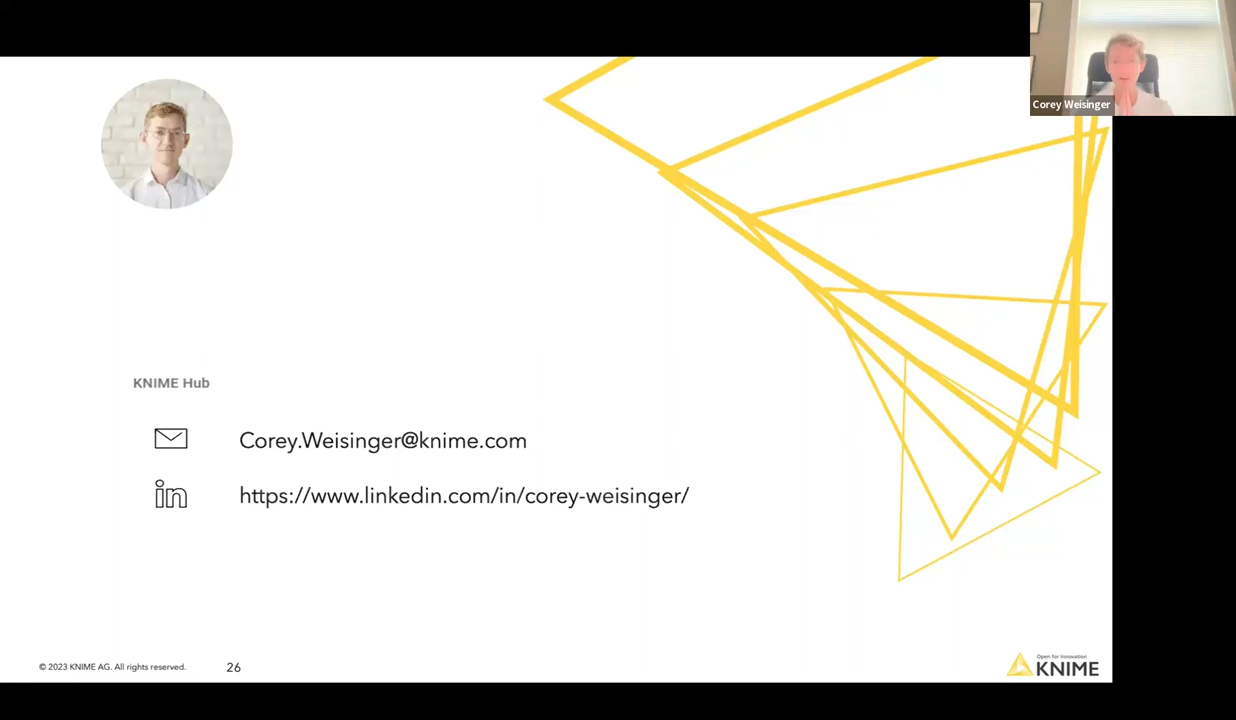 Corey Weisinger
KNIME Hub
Corey.Weisinger@knime.com
in
https://www.linkedin.com/in/corey-weisinger/
© 2023 KNIME AG. All rights reserved.
26
Open for Innovation
KNIME